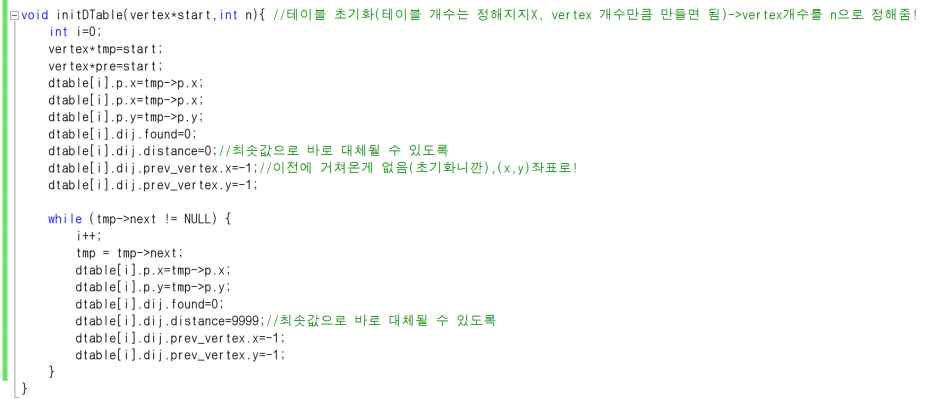 void initDTable(vertex*start,int n){ //테이블 초기화(테이블 개수는 정해지지X, vertex 개수만큼 만들면 됨)->vertex개수를 n으로 정해줌!
int i=0;
vertex*tmp=start;
vertex*pre=start;
dtable[i].p.x=tmp->p.x;
dtable[i].p.x=tmp->p.x;
dtable[i].p.y=tmp->p.y;
dtable[i].dij.found=0;
dtable[i].dij.distance=0;//최솟값으로 바로 대체될 수 있도록
dtable[i].dij.prev_vertex.x=-1;//이전에 거쳐온게 없음(초기화니깐),(x,y)좌표로!
dtable[i].dij.prev_vertex.y=-1;
while (tmp->next != NULL) {
i++;
tmp = tmp->next;
dtable[i].p.x=tmp->p.x;
dtable[i].p.y=tmp->p.y;
dtable[i].dij.found=0;
dtable[i].dij.distance=9999;//최솟값으로 바로 대체될 수 있도록
dtable[i].dij.prev_vertex.x=-1;
dtable[i].dij.prev_vertex.y=-1;
}
}